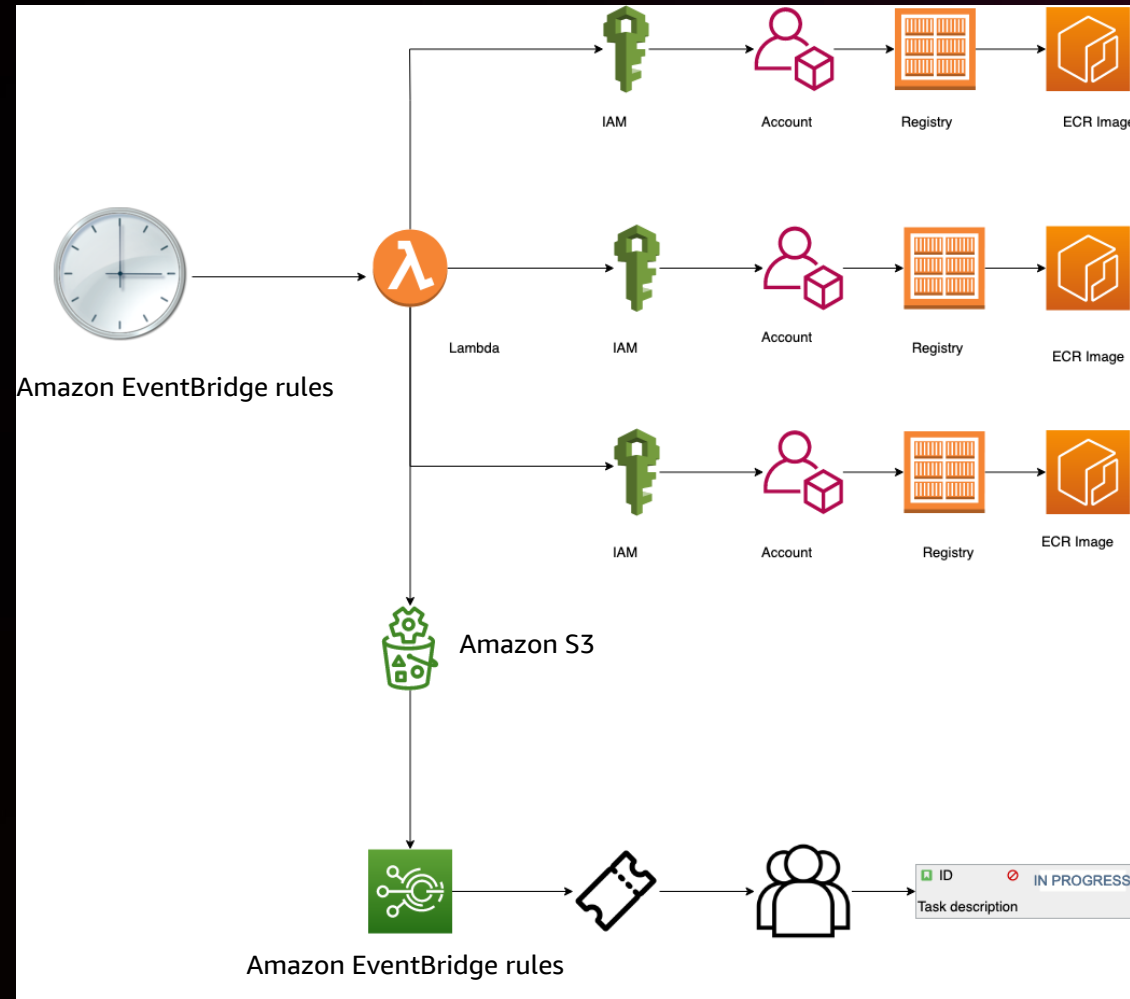 IAM
Account
Registry
ECR Image
Lambda
IAM
Account
Registry
ECR Image
Amazon EventBridge rules
IAM
Account
Registry
ECR Image
Amazon S3
ID
IN PROGRESS
Task description
Amazon EventBridge rules